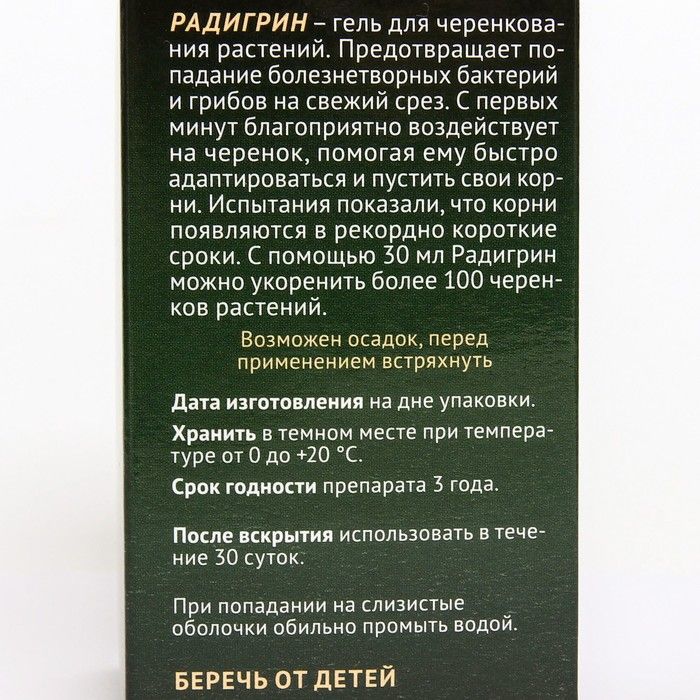 РАДИГРИН – гель для черенкова-
ния растений. Предотвращает по-
падание болезнетворных бактерий
и грибов на свежий срез. С первых
минут благоприятно воздействует
на черенок, помогая ему быстро
адаптироваться и пустить свои кор-
ни. Испытания показали, что корни
появляются в рекордно короткие
сроки. С помощью 30 мл Радигрин
можно укоренить более 100 черен-
ков растений.
Возможен осадок, перед
применением встряхнуть
Дата изготовления на дне упаковки.
Хранить в темном месте при темпера-
туре от 0 до +20 °С.
Срок годности препарата 3 года.
После вскрытия использовать в тече-
ние 30 суток.
При попадании на слизистые
оболочки обильно промыть водой.
БЕРЕЧЬ ОТ ДЕТЕЙ